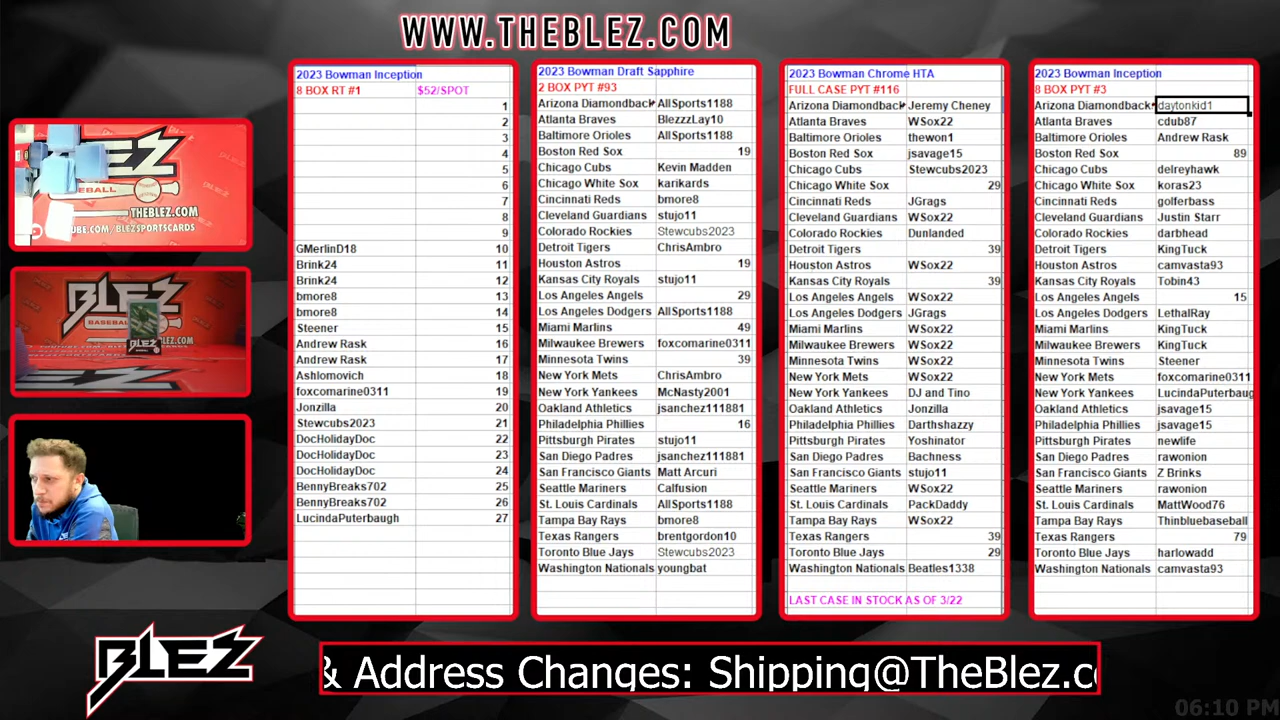 WWW.THEBLEZ.COM
BLEZ
BASEBALL
THEBLEZ.COM
UBE.COM/BLEZSPORTSCARDS
BLEZ
BASEBALL
BLEZ
2023 Bowman Inception
8 BOX RT #1 $52/SPOT
1
2
3
4
5
6
7
8
9
GMerlinD18 10
Brink24 11
Brink24 12
bmore8 13
bmore8 14
Steener 15
Andrew Rask 16
Andrew Rask 17
Ashlomovich 18
foxcomarine0311 19
Jonzilla 20
Stewcubs2023 21
DocHolidayDoc 22
DocHolidayDoc 23
DocHolidayDoc 24
BennyBreaks702 25
BennyBreaks702 26
LucindaPuterbaugh 27
2023 Bowman Draft Sapphire
2 BOX PYT #93
Arizona Diamondback AllSports1188
Atlanta Braves BlezzzLay10
Baltimore Orioles AllSports1188
Boston Red Sox 19
Chicago Cubs Kevin Madden
Chicago White Sox karikards
Cincinnati Reds bmore8
Cleveland Guardians stujo11
Colorado Rockies Stewcubs2023
Detroit Tigers ChrisAmbro
Houston Astros 19
Kansas City Royals stujo11
Los Angeles Angels 29
Los Angeles Dodgers AllSports1188
Miami Marlins 49
Milwaukee Brewers foxcomarine0311
Minnesota Twins 39
New York Mets ChrisAmbro
New York Yankees McNasty2001
Oakland Athletics jsanchez111881
Philadelphia Phillies 16
Pittsburgh Pirates stujo11
San Diego Padres jsanchez111881
San Francisco Giants Matt Arcuri
Seattle Mariners Calfusion
St. Louis Cardinals AllSports1188
Tampa Bay Rays bmore8
Texas Rangers brentgordon10
Toronto Blue Jays Stewcubs2023
Washington Nationals youngbat
2023 Bowman Chrome HTA
FULL CASE PYT #116
Arizona Diamondback Jeremy Cheney
Atlanta Braves WSox22
Baltimore Orioles thewon1
Boston Red Sox jsavage15
Chicago Cubs Stewcubs2023
Chicago White Sox 29
Cincinnati Reds JGrags
Cleveland Guardians WSox22
Colorado Rockies Dunlanded
Detroit Tigers 39
Houston Astros WSox22
Kansas City Royals 39
Los Angeles Angels WSox22
Los Angeles Dodgers JGrags
Miami Marlins WSox22
Milwaukee Brewers WSox22
Minnesota Twins WSox22
New York Mets WSox22
New York Yankees DJ and Tino
Oakland Athletics Jonzilla
Philadelphia Phillies Darthshazzy
Pittsburgh Pirates Yoshinator
San Diego Padres Bachness
San Francisco Giants stujo11
Seattle Mariners WSox22
St. Louis Cardinals PackDaddy
Tampa Bay Rays WSox22
Texas Rangers 39
Toronto Blue Jays 29
Washington Nationals Beatles1338
LAST CASE IN STOCK AS OF 3/22
2023 Bowman Inception
8 BOX PYT #3
Arizona Diamondback daytonkid1
Atlanta Braves cdub87
Baltimore Orioles Andrew Rask
Boston Red Sox 89
Chicago Cubs delreyhawk
Chicago White Sox koras23
Cincinnati Reds golferbass
Cleveland Guardians Justin Starr
Colorado Rockies darbhead
Detroit Tigers KingTuck
Houston Astros camvasta93
Kansas City Royals Tobin43
Los Angeles Angels 15
Los Angeles Dodgers LethalRay
Miami Marlins KingTuck
Milwaukee Brewers KingTuck
Minnesota Twins Steener
New York Mets foxcomarine0311
New York Yankees LucindaPuterbaug
Oakland Athletics jsavage15
Philadelphia Phillies jsavage15
Pittsburgh Pirates newlife
San Diego Padres rawonion
San Francisco Giants Z Brinks
Seattle Mariners rawonion
St. Louis Cardinals MattWood76
Tampa Bay Rays Thinbluebaseball
Texas Rangers 79
Toronto Blue Jays harlowadd
Washington Nationals camvasta93
BLEZ
& Address Changes: Shipping@TheBlez.c
06:10 PM